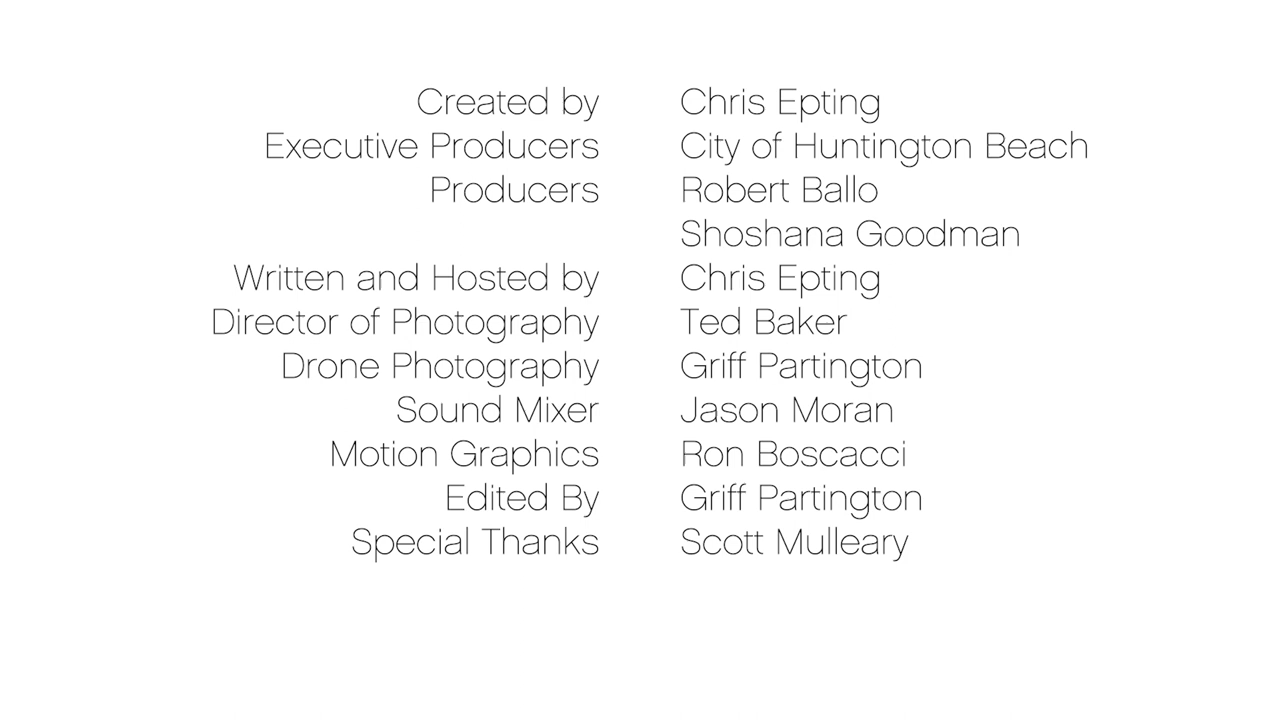 Created by Chris Epting
Executive Producers City of Huntington Beach
Producers Robert Ballo
Shoshana Goodman
Written and Hosted by Chris Epting
Director of Photography Ted Baker
Drone Photography Griff Partington
Sound Mixer Jason Moran
Motion Graphics Ron Boscacci
Edited By Griff Partington
Special Thanks Scott Mulleary